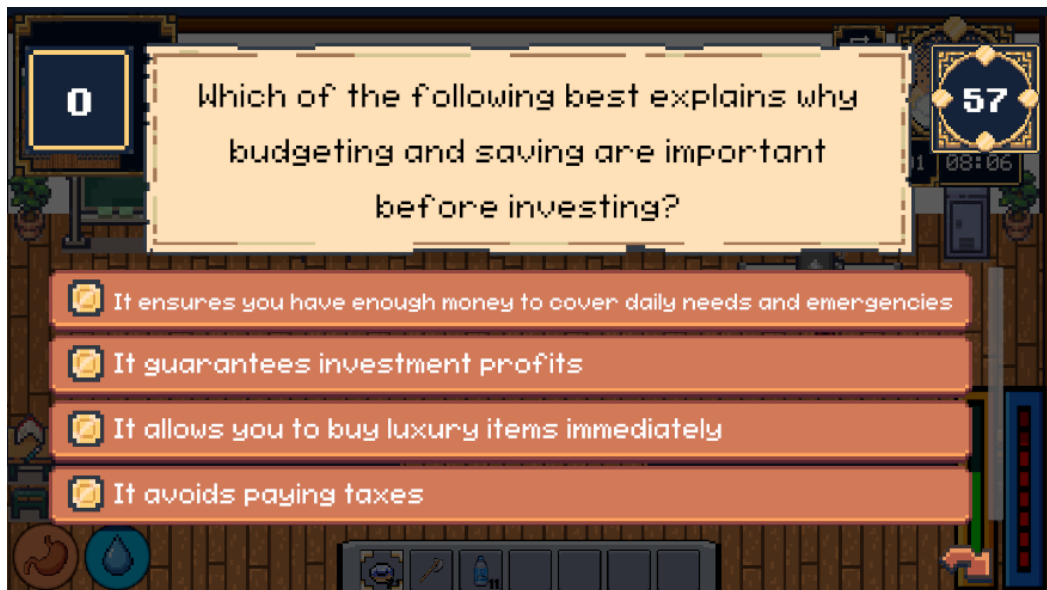 0
Which of the following best explains why
57
budgeting and saving are important
08:06
before investing?
It ensures you have enough money to cover daily needs and emergencies
It guarantees investment profits
It allows you to buy luxury items immediately
It avoids paying taxes
11